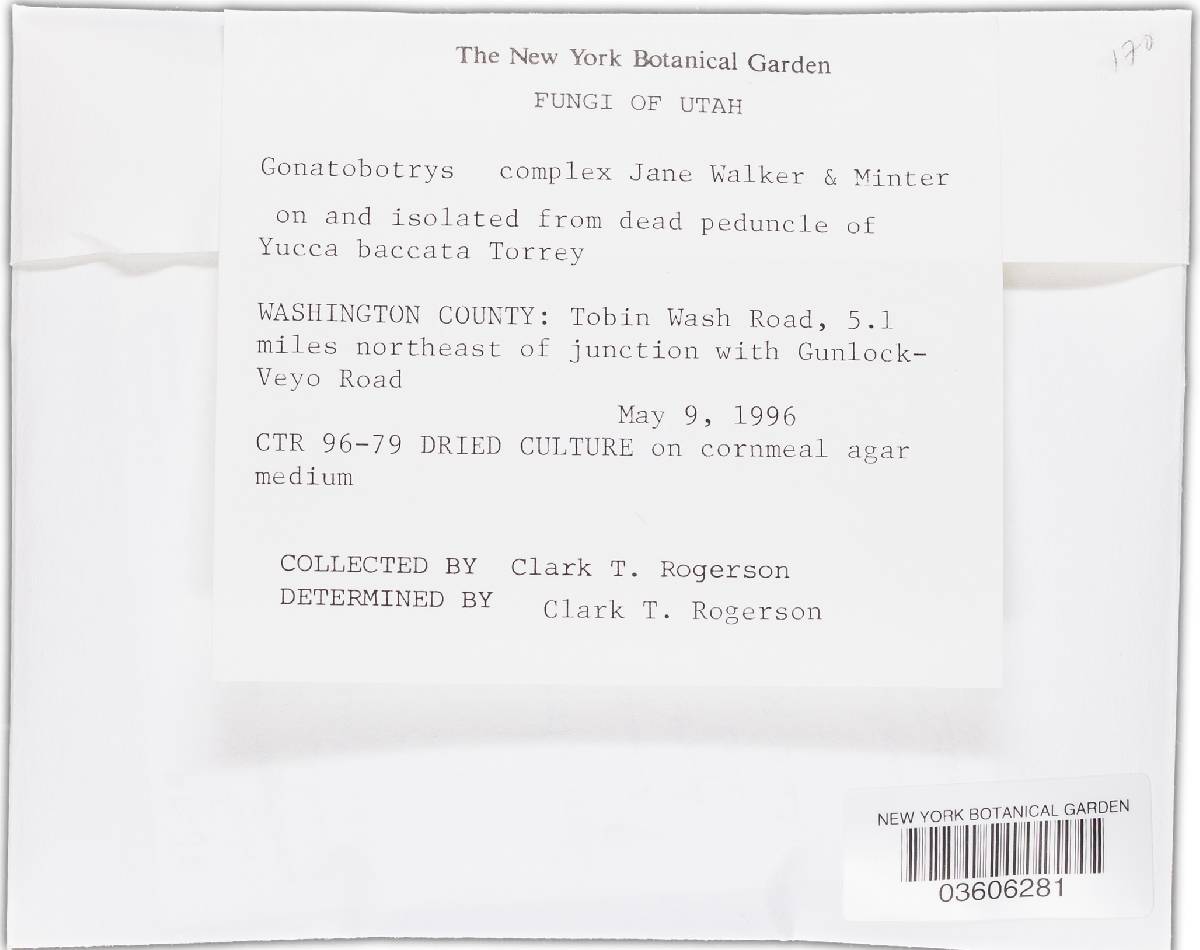 170
The New York Botanical Garden
FUNGI OF UTAH
Gonatobotrys complex Jane Walker & Minter
on and isolated from dead peduncle of
Yucca baccata Torrey
WASHINGTON COUNTY: Tobin Wash Road, 5.1
miles northeast of junction with Gunlock-
Veyo Road
May 9, 1996
CTR 96-79 DRIED CULTURE on cornmeal agar
medium
COLLECTED BY Clark T. Rogerson
DETERMINED BY Clark T. Rogerson
NEW YORK BOTANICAL GARDEN
03606281